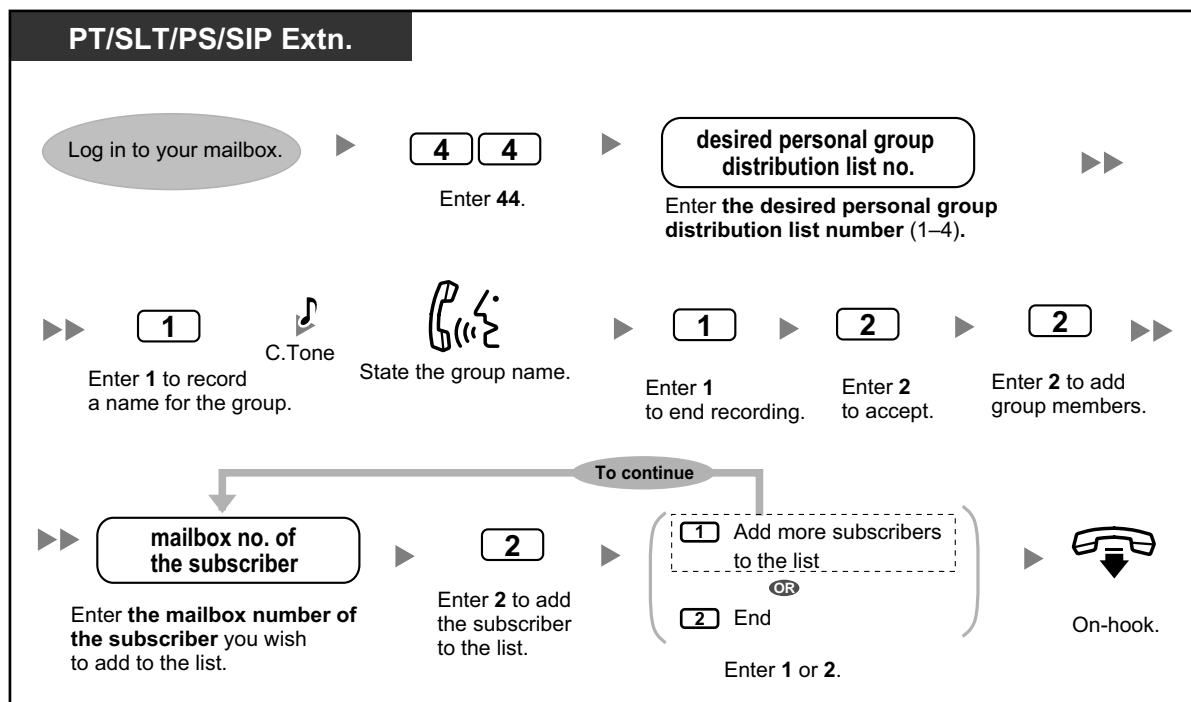 PT/SLT/PS/SIP Extn.
Log in to your mailbox.
4 4
Enter 44.
desired personal group
distribution list no.
Enter the desired personal group
distribution list number (1–4).
1
Enter 1 to record
a name for the group.
C.Tone
State the group name.
1
Enter 1
to end recording.
2
Enter 2
to accept.
2
Enter 2 to add
group members.
To continue
mailbox no. of
the subscriber
Enter the mailbox number of
the subscriber you wish
to add to the list.
2
Enter 2 to add
the subscriber
to the list.
1 Add more subscribers
to the list
OR
2 End
Enter 1 or 2.
On-hook.